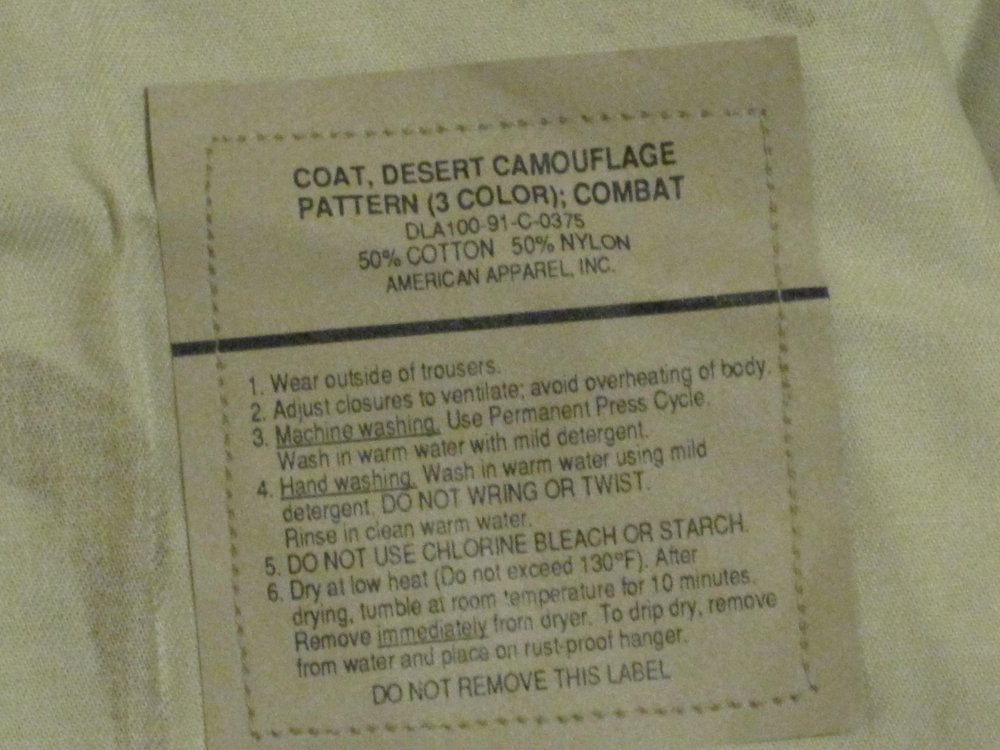 COAT, DESERT CAMOUFLAGE
PATTERN (3 COLOR); COMBAT
DLA100-91-C-0375
50% COTTON 50% NYLON
AMERICAN APPAREL, INC.
1. Wear outside of trousers.
2. Adjust closures to ventilate; avoid overheating of body.
3. Machine washing. Use Permanent Press Cycle.
Wash in warm water with mild detergent.
4. Hand washing. Wash in warm water using mild
detergent. DO NOT WRING OR TWIST.
Rinse in clean warm water.
5. DO NOT USE CHLORINE BLEACH OR STARCH.
6. Dry at low heat (Do not exceed 130°F). After
drying, tumble at room temperature for 10 minutes.
Remove immediately from dryer. To drip dry, remove
from water and place on rust-proof hanger.
DO NOT REMOVE THIS LABEL